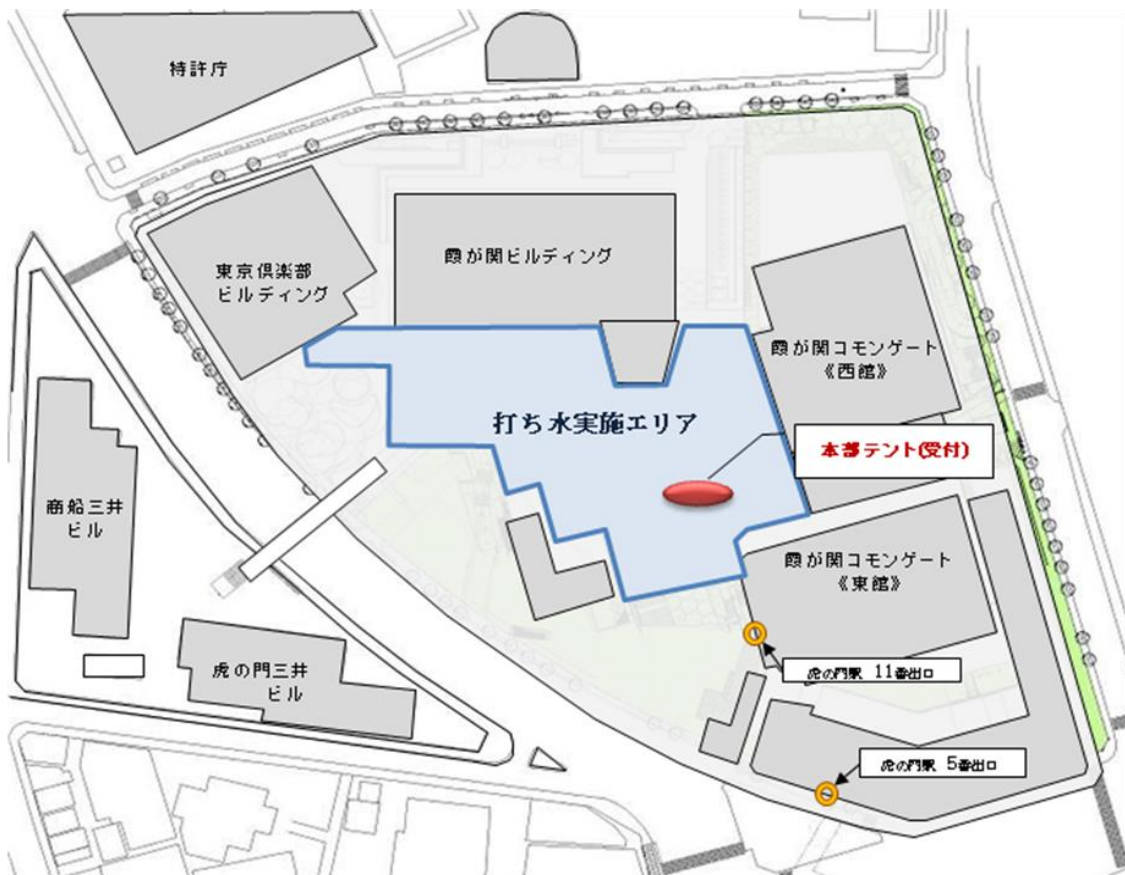 特許庁
霞が関ビルディング
東京倶楽部
ビルディング
霞が関コモンゲート
《西館》
打ち水実施エリア
本部テント(受付)
商船三井
ビル
霞が関コモンゲート
《東館》
虎の門三井
ビル
虎の門駅 11番出口
虎の門駅 5番出口